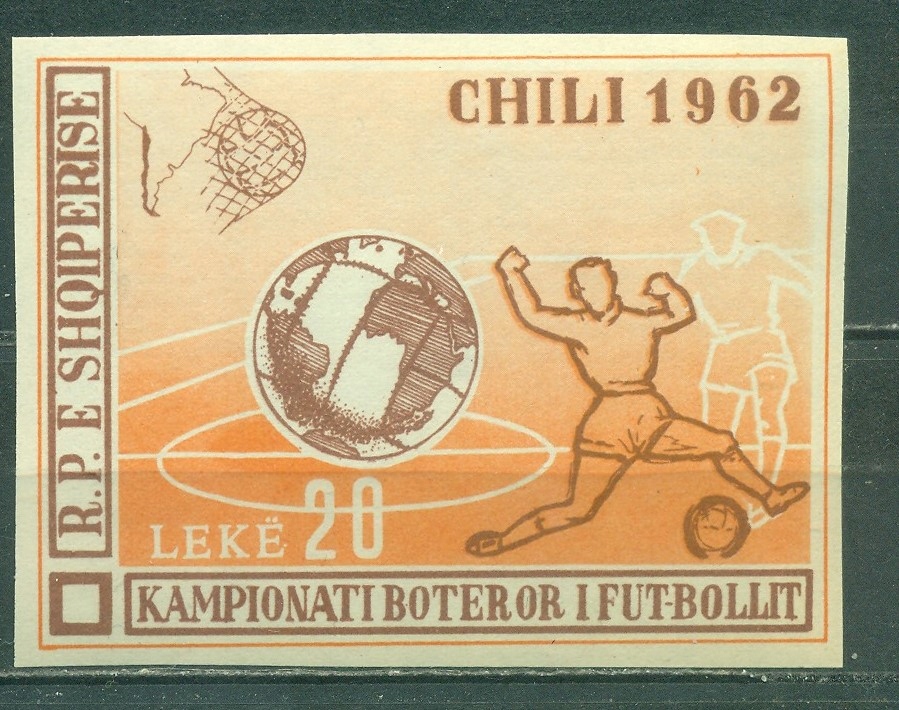 CHILI 1962
R.P. E SHQIPERISE
LEKË 20
KAMPIONATI BOTEROR I FUT-BOLLIT